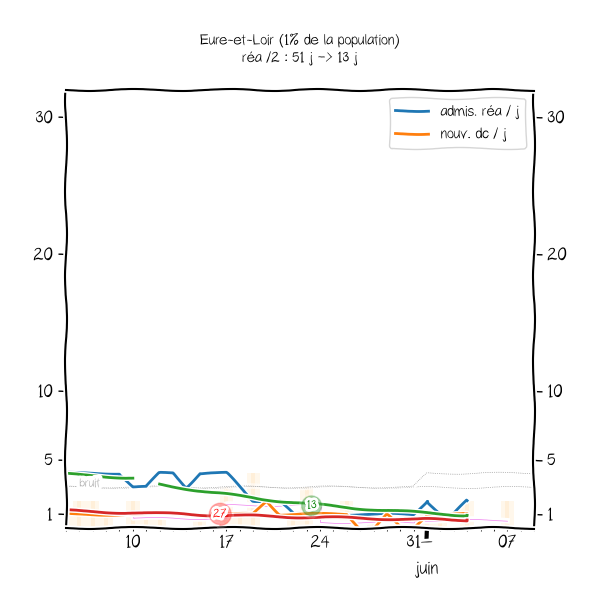 Eure-et-Loir (1% de la population)
réa /2 : 51 j -> 13 j
admis. réa / j
nouv. dc / j
30
30
20
20
10
10
5
5
bruit
13
27
1
1
10
17
24
31
07
juin